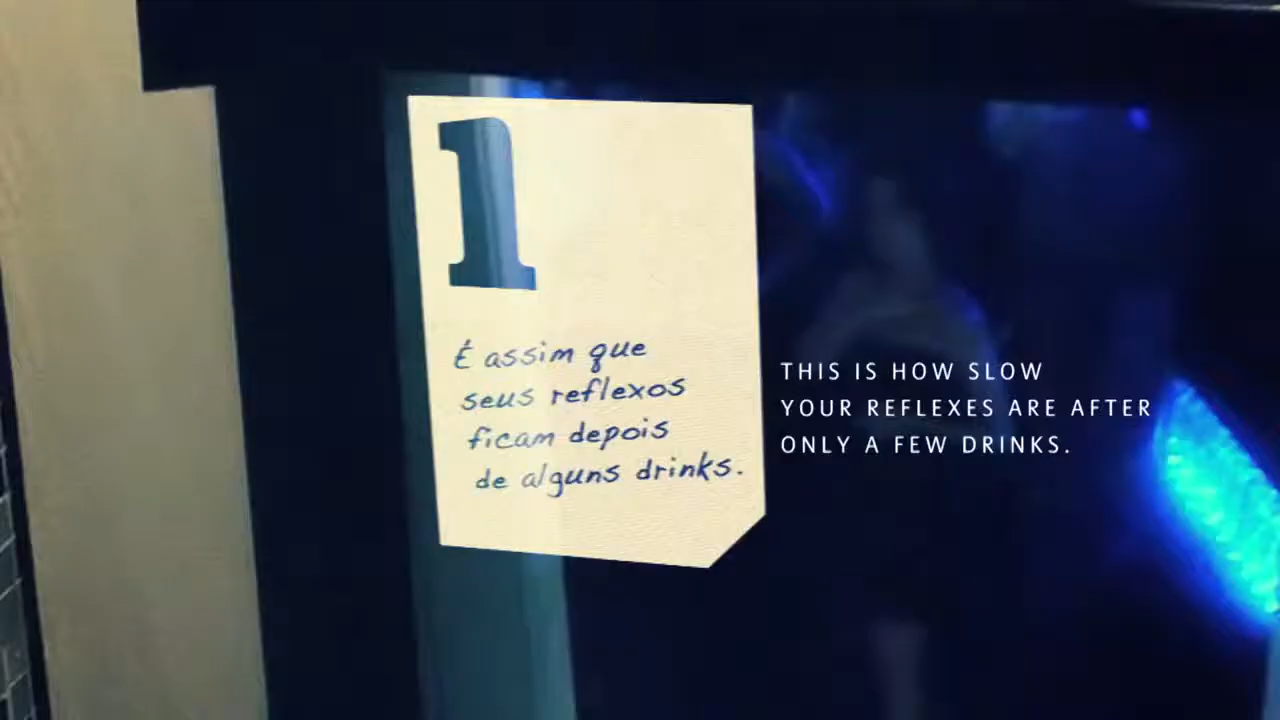 1
É assim que
seus reflexos
ficam depois
de alguns drinks.
THIS IS HOW SLOW
YOUR REFLEXES ARE AFTER
ONLY A FEW DRINKS.